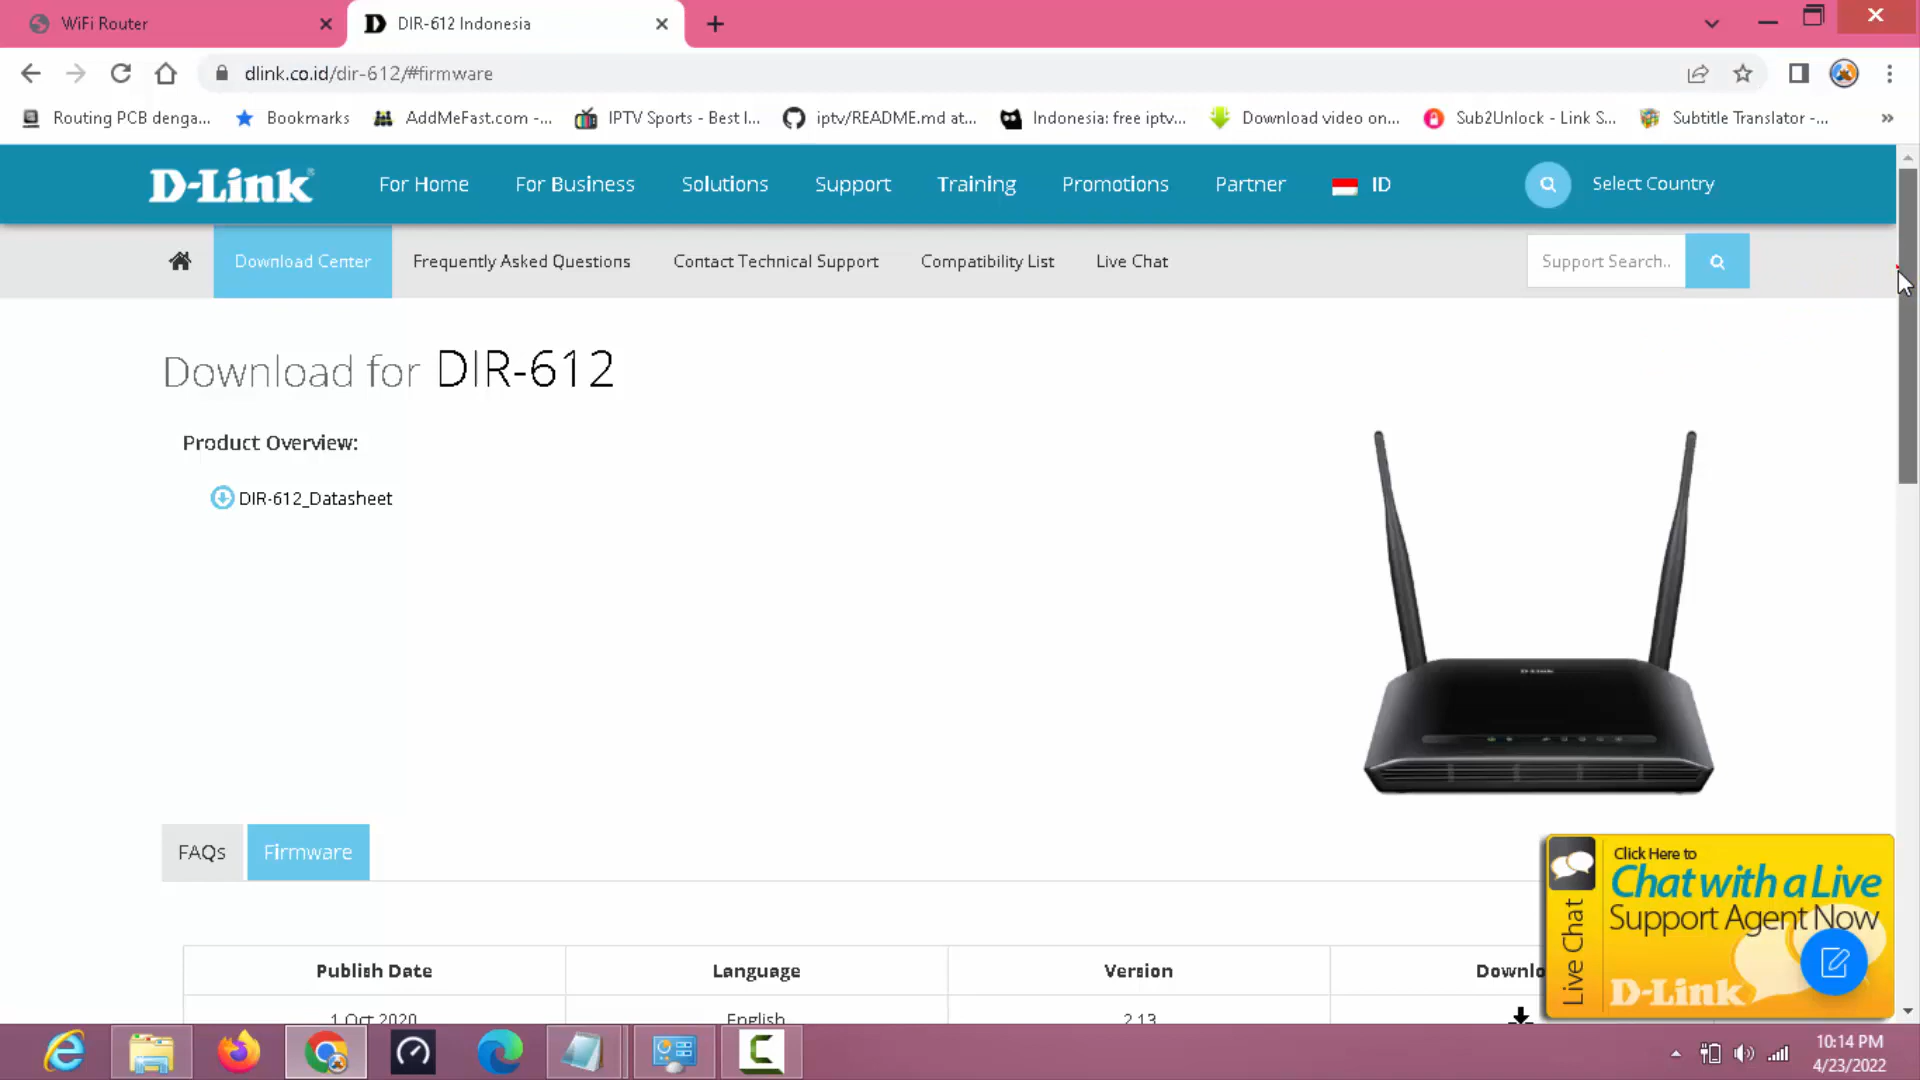 WiFi Router
DIR-612 Indonesia
dlink.co.id/dir-612/#firmware
Routing PCB denga...
Bookmarks
AddMeFast.com -...
IPTV Sports - Best I...
iptv/README.md at...
Indonesia: free iptv...
Download video on...
Sub2Unlock - Link S...
Subtitle Translator -...
»
D-Link
For Home
For Business
Solutions
Support
Training
Promotions
Partner
ID
Select Country
Download Center
Frequently Asked Questions
Contact Technical Support
Compatibility List
Live Chat
Support Search..
Download for DIR-612
Product Overview:
DIR-612_Datasheet
D-Link
FAQs
Firmware
Live Chat
Click Here to
Chat with a Live
Support Agent Now
D-Link
Publish Date
Language
Version
Downlo
1 Oct 2020
English
2.13
10:14 PM
4/23/2022